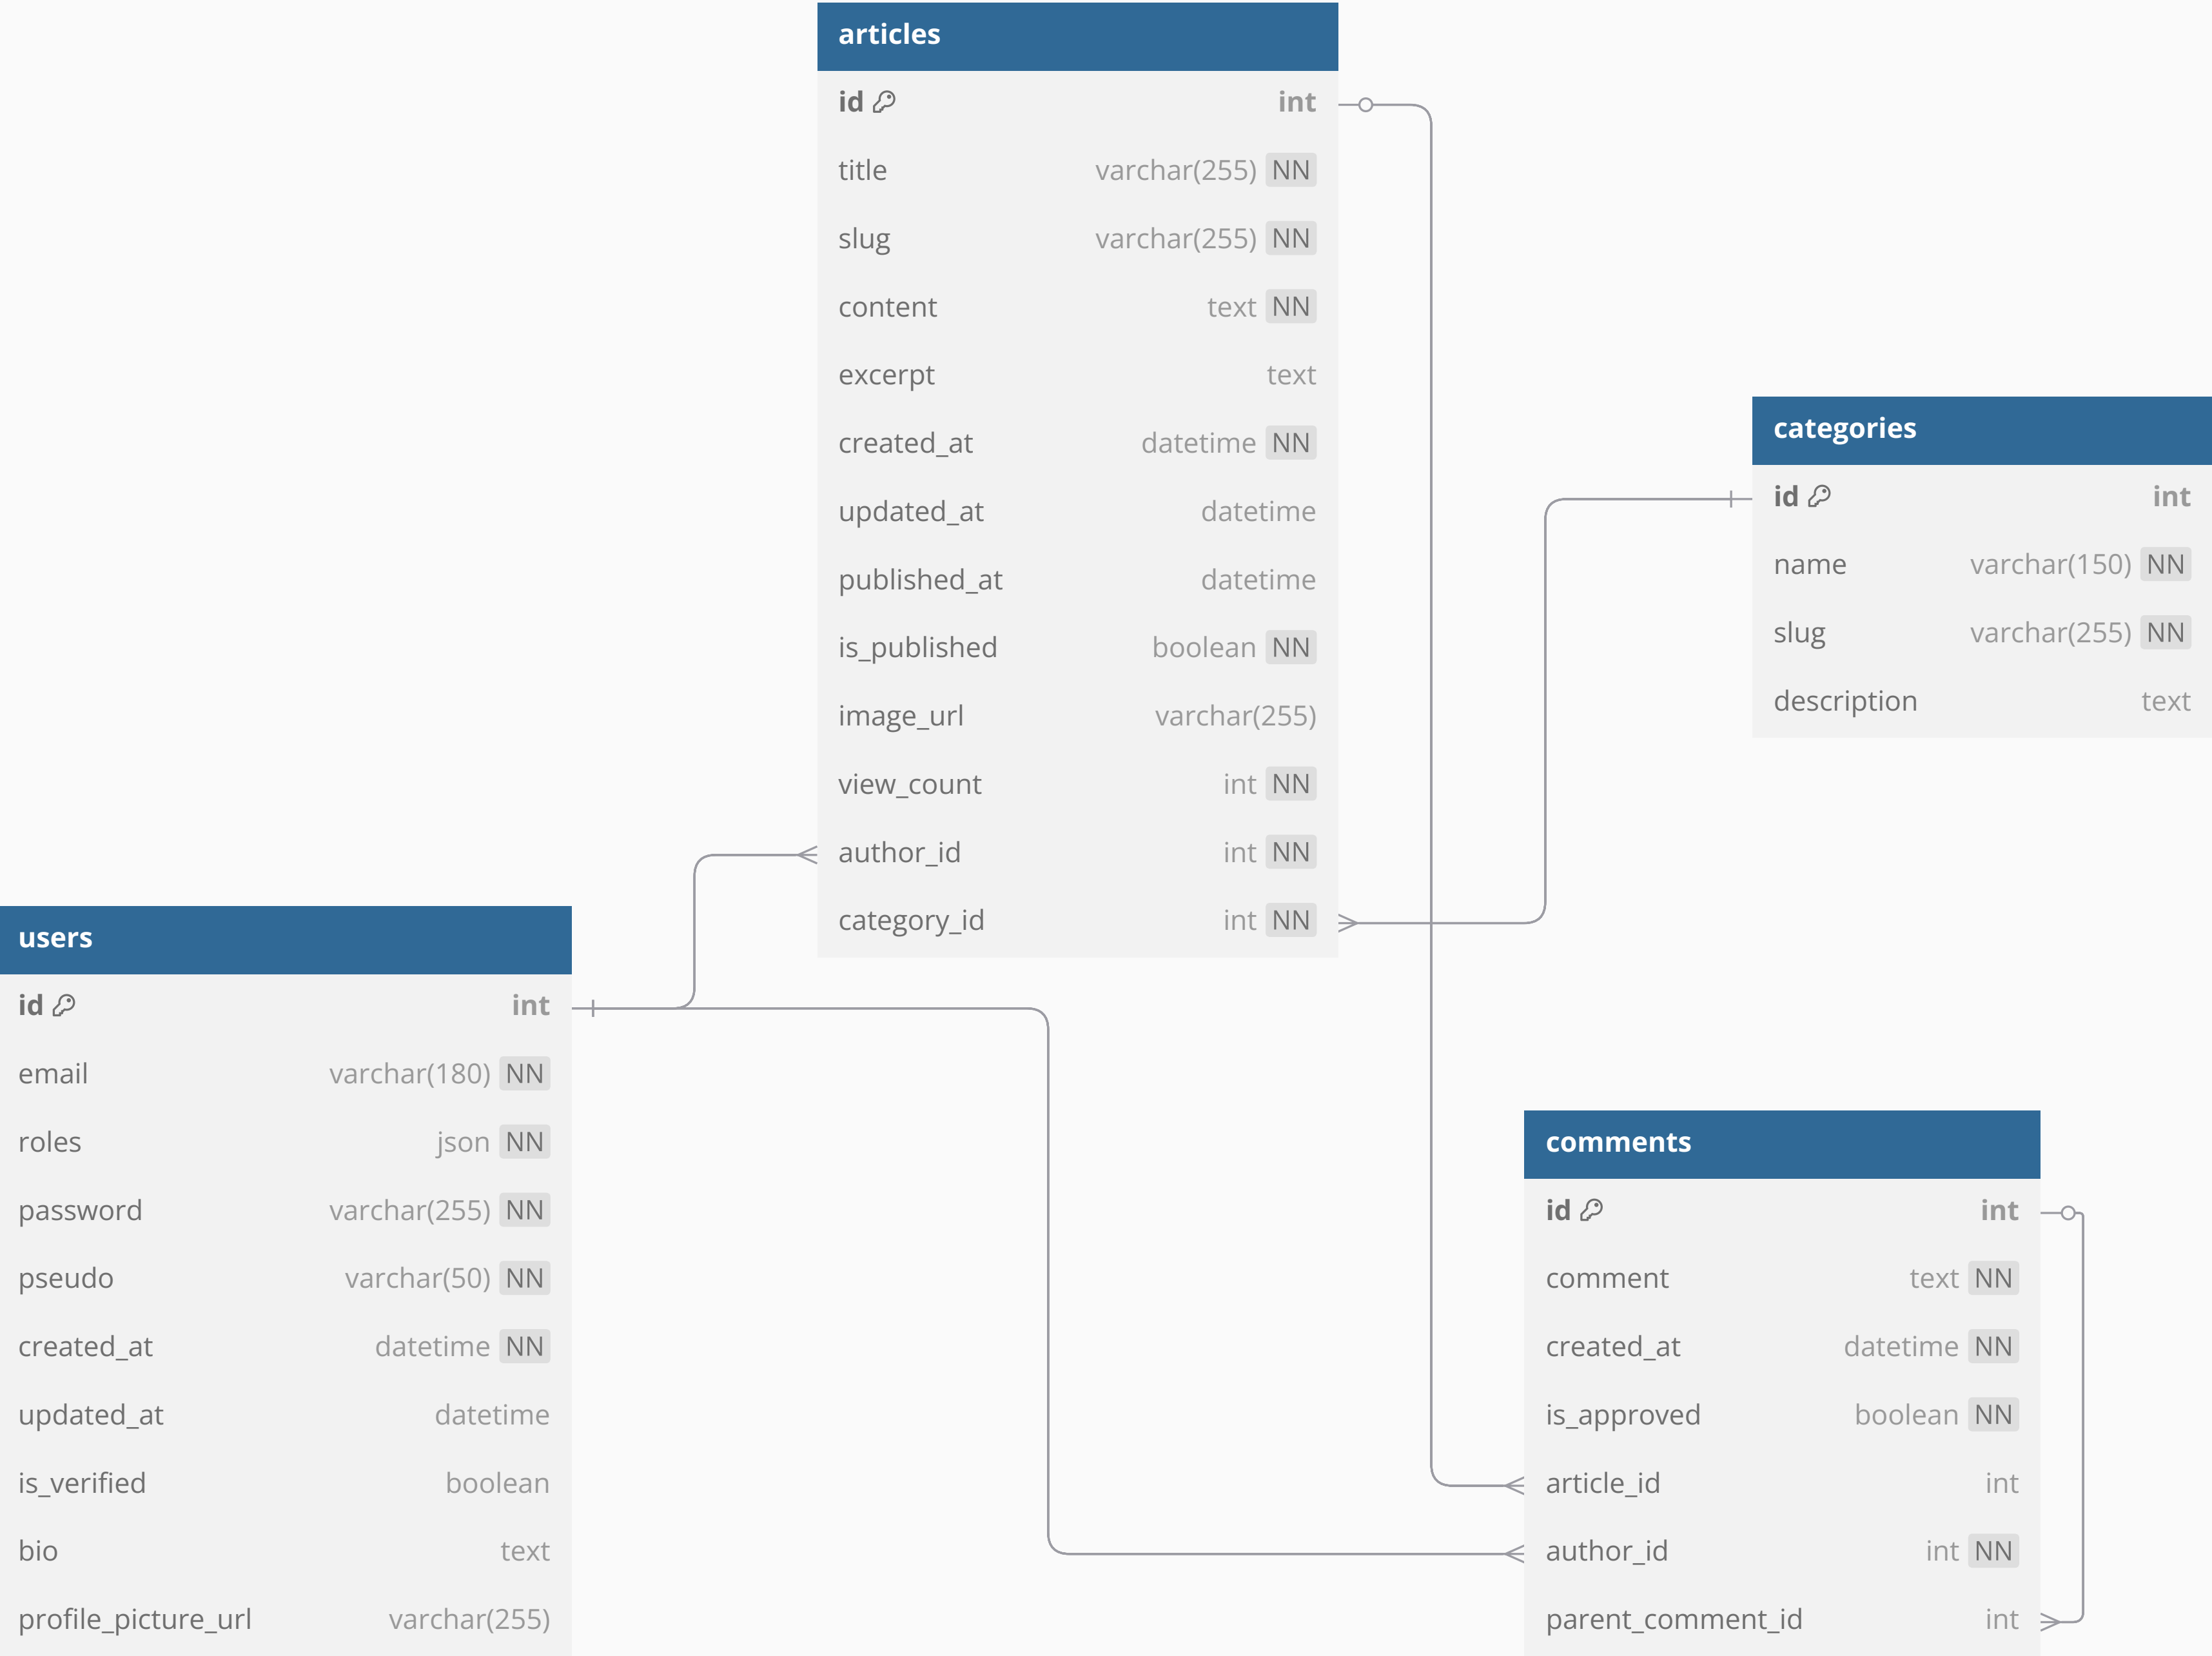 articles
id int
title varchar(255) NN
slug varchar(255) NN
content text NN
excerpt text
created_at datetime NN
updated_at datetime
published_at datetime
is_published boolean NN
image_url varchar(255)
view_count int NN
author_id int NN
category_id int NN
categories
id int
name varchar(150) NN
slug varchar(255) NN
description text
users
id int
email varchar(180) NN
roles json NN
password varchar(255) NN
pseudo varchar(50) NN
created_at datetime NN
updated_at datetime
is_verified boolean
bio text
profile_picture_url varchar(255)
comments
id int
comment text NN
created_at datetime NN
is_approved boolean NN
article_id int
author_id int NN
parent_comment_id int